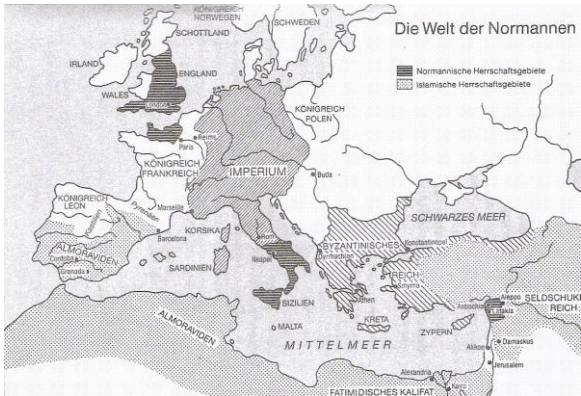 Die Welt der Normannen
Normannische Herrschaftsgebiete
Islamische Herrschaftsgebiete
KÖNIGREICH
NORWEGEN
SCHWEDEN
SCHOTTLAND
IRLAND
ENGLAND
WALES
London
KÖNIGREICH
POLEN
Reims
Paris
KÖNIGREICH
FRANKREICH
IMPERIUM
Buda
KÖNIGREICH
LEON
Pyrenäen
Marseille
Barcelona
KORSIKA
Rom
Neapel
SCHWARZES MEER
BYZANTINISCHES
Konstantinopel
Dyrrhachion
REICH
Smyrna
Athen
ALMORAVIDEN
Cordoba
Granada
SARDINIEN
SIZILIEN
MALTA
KRETA
ZYPERN
Antiochia
Aleppo
Latakia
SELDSCHUKEN
REICH
ALMORAVIDEN
MITTELMEER
Akkon
Damaskus
Jerusalem
Alexandria
Kairo
FATIMIDISCHES KALIFAT